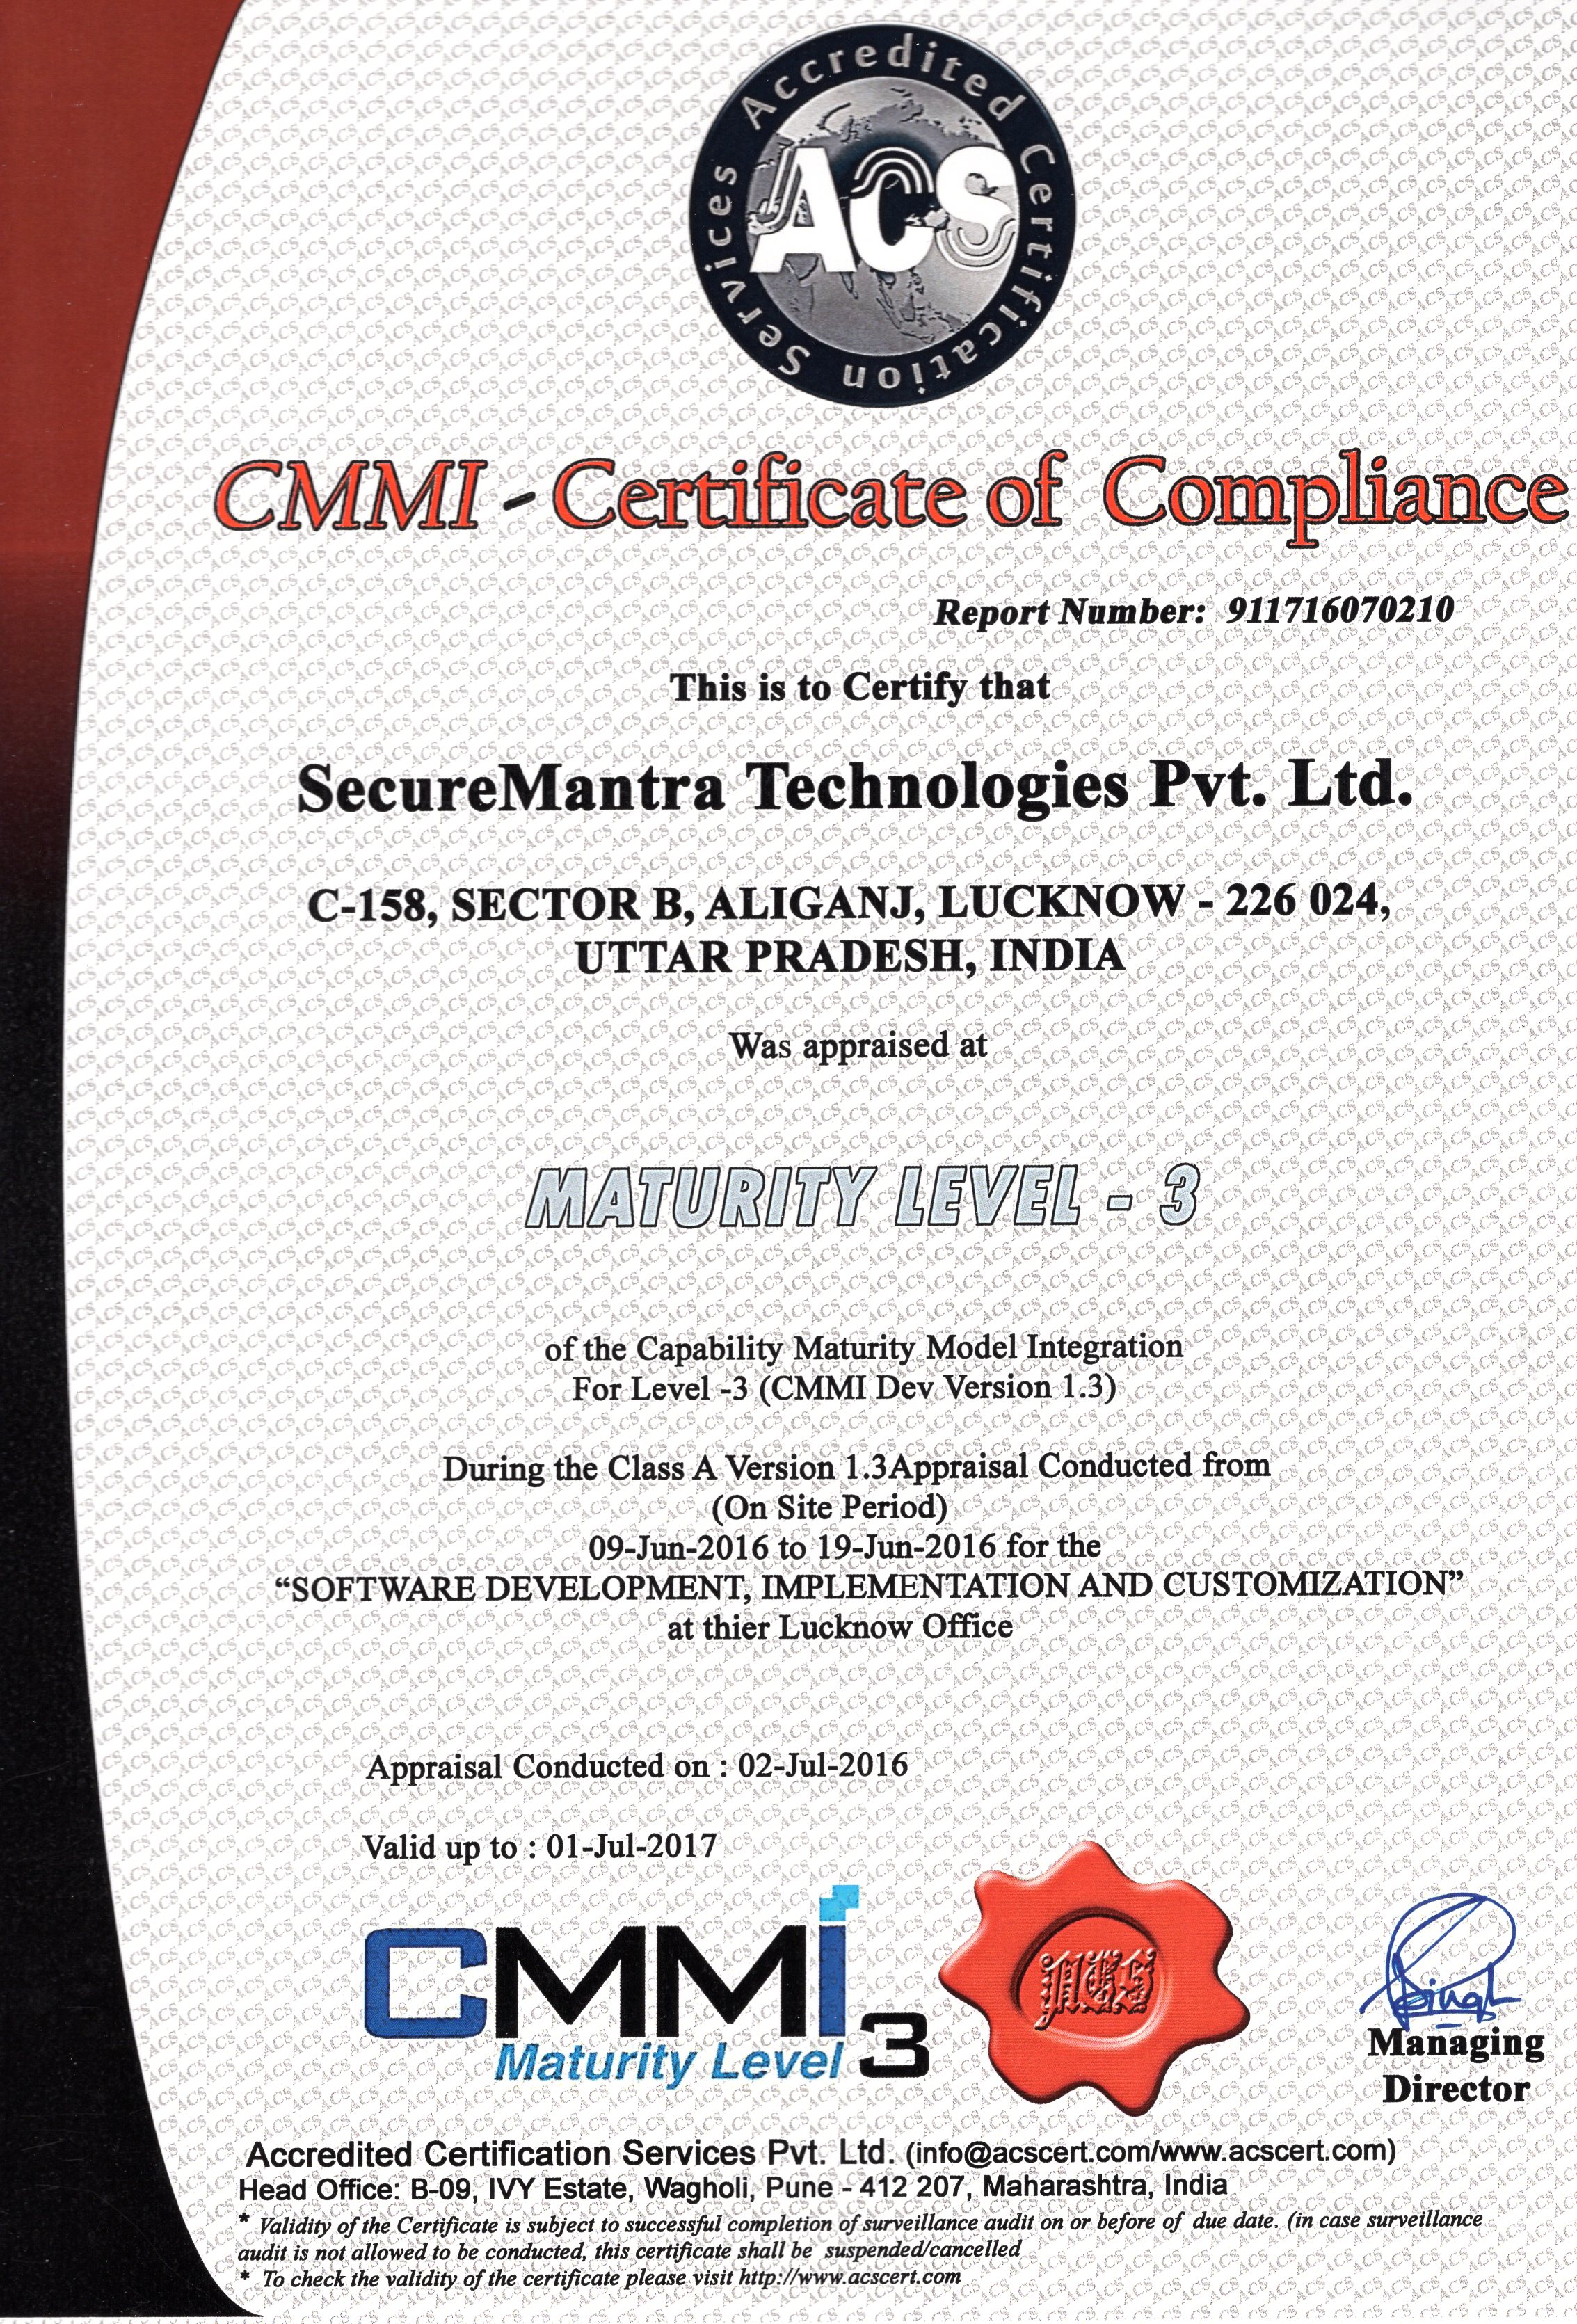 Accredited Certification Services
ACS
CMMI - Certificate of Compliance
Report Number: 911716070210
This is to Certify that
SecureMantra Technologies Pvt. Ltd.
C-158, SECTOR B, ALIGANJ, LUCKNOW - 226 024,
UTTAR PRADESH, INDIA
Was appraised at
MATURITY LEVEL - 3
of the Capability Maturity Model Integration
For Level -3 (CMMI Dev Version 1.3)
During the Class A Version 1.3Appraisal Conducted from
(On Site Period)
09-Jun-2016 to 19-Jun-2016 for the
“SOFTWARE DEVELOPMENT, IMPLEMENTATION AND CUSTOMIZATION”
at thier Lucknow Office
Appraisal Conducted on : 02-Jul-2016
Valid up to : 01-Jul-2017
CMMi 3
Maturity Level
ACS
Singh
Managing
Director
Accredited Certification Services Pvt. Ltd. (info@acscert.com/www.acscert.com)
Head Office: B-09, IVY Estate, Wagholi, Pune - 412 207, Maharashtra, India
* Validity of the Certificate is subject to successful completion of surveillance audit on or before of due date. (in case surveillance
audit is not allowed to be conducted, this certificate shall be suspended/cancelled
* To check the validity of the certificate please visit http://www.acscert.com